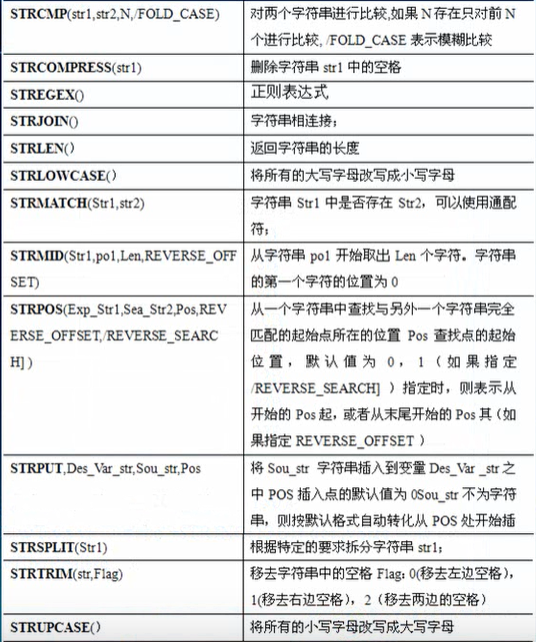 STRCMP(str1,str2,N,/FOLD_CASE)
对两个字符串进行比较,如果 N 存在只对前 N
个进行比较, /FOLD_CASE 表示模糊比较
STRCOMPRESS(str1)
删除字符串 str1 中的空格
STREGEX()
正则表达式
STRJOIN()
字符串相连接;
STRLEN()
返回字符串的长度
STRLOWCASE()
将所有的大写字母改写成小写字母
STRMATCH(Str1,str2)
字符串 Str1 中是否存在 Str2，可以使用通配
符;
STRMID(Str1,po1,Len,REVERSE_OFF
SET)
从字符串 po1 开始取出 Len 个字符。字符串
的第一个字符的位置为 0
STRPOS(Exp_Str1,Sea_Str2,Pos,REV
ERSE_OFFSET,/REVERSE_SEARC
H] )
从一个字符串中查找与另外一个字符串完全
匹配的起始点所在的位置 Pos 查找点的起始
位置，默认值为 0，1（如果指定
/REVERSE_SEARCH] ）指定时，则表示从
开始的 Pos 起，或者从末尾开始的 Pos 其（如
果指定 REVERSE_OFFSET ）
STRPUT,Des_Var_str,Sou_str,Pos
将 Sou_str 字符串插入到变量 Des_Var _str 之
中 POS 插入点的默认值为 0Sou_str 不为字符
串，则按默认格式自动转化从 POS 处开始插
STRSPLIT(Str1)
根据特定的要求拆分字符串 str1;
STRTRIM(str,Flag)
移去字符串中的空格 Flag: 0(移去左边空格)，
1(移去右边空格)，2（移去两边的空格）
STRUPCASE()
将所有的小写字母改写成大写字母